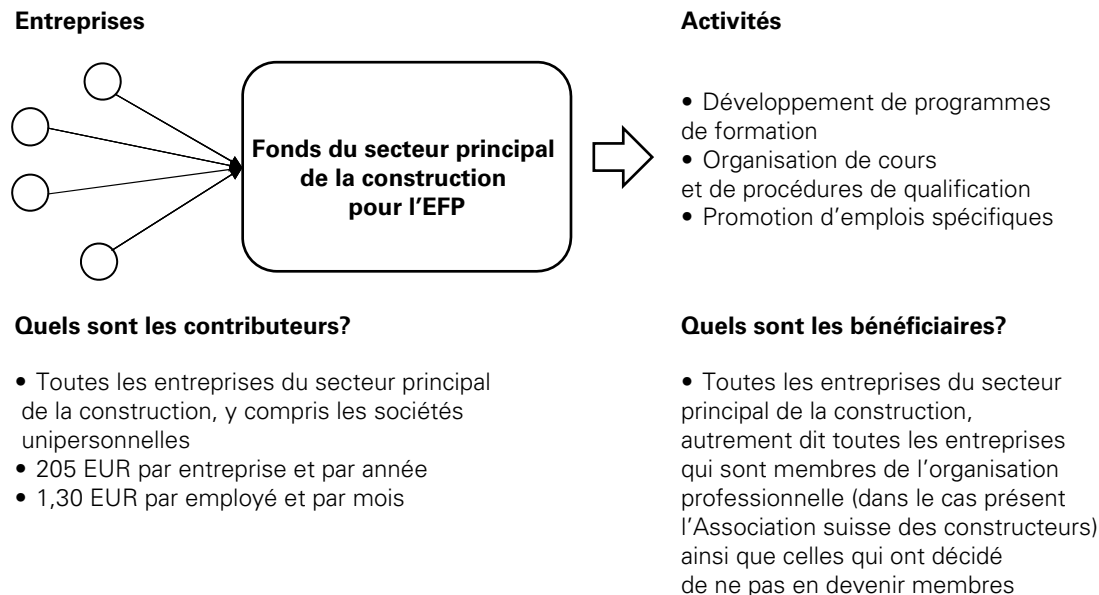 Entreprises
Fonds du secteur principal
de la construction
pour l'EFP
Activités
• Développement de programmes
de formation
• Organisation de cours
et de procédures de qualification
• Promotion d'emplois spécifiques
Quels sont les contributeurs?
• Toutes les entreprises du secteur principal
de la construction, y compris les sociétés
unipersonnelles
• 205 EUR par entreprise et par année
• 1,30 EUR par employé et par mois
Quels sont les bénéficiaires?
• Toutes les entreprises du secteur
principal de la construction,
autrement dit toutes les entreprises
qui sont membres de l'organisation
professionnelle (dans le cas présent
l'Association suisse des constructeurs)
ainsi que celles qui ont décidé
de ne pas en devenir membres